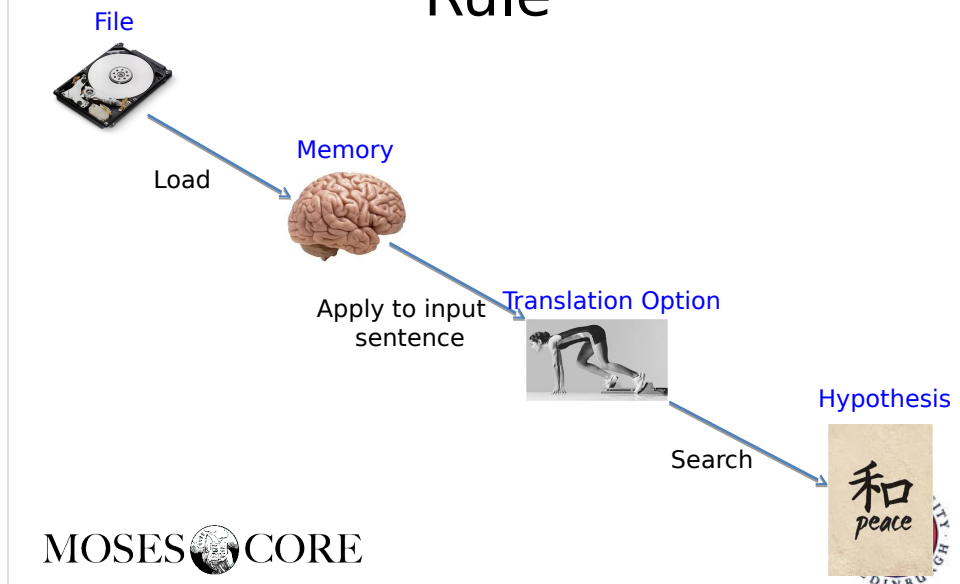 Rule
File
Load
Memory
Apply to input
sentence
Translation Option
Search
Hypothesis
和
peace
MOSES CORE